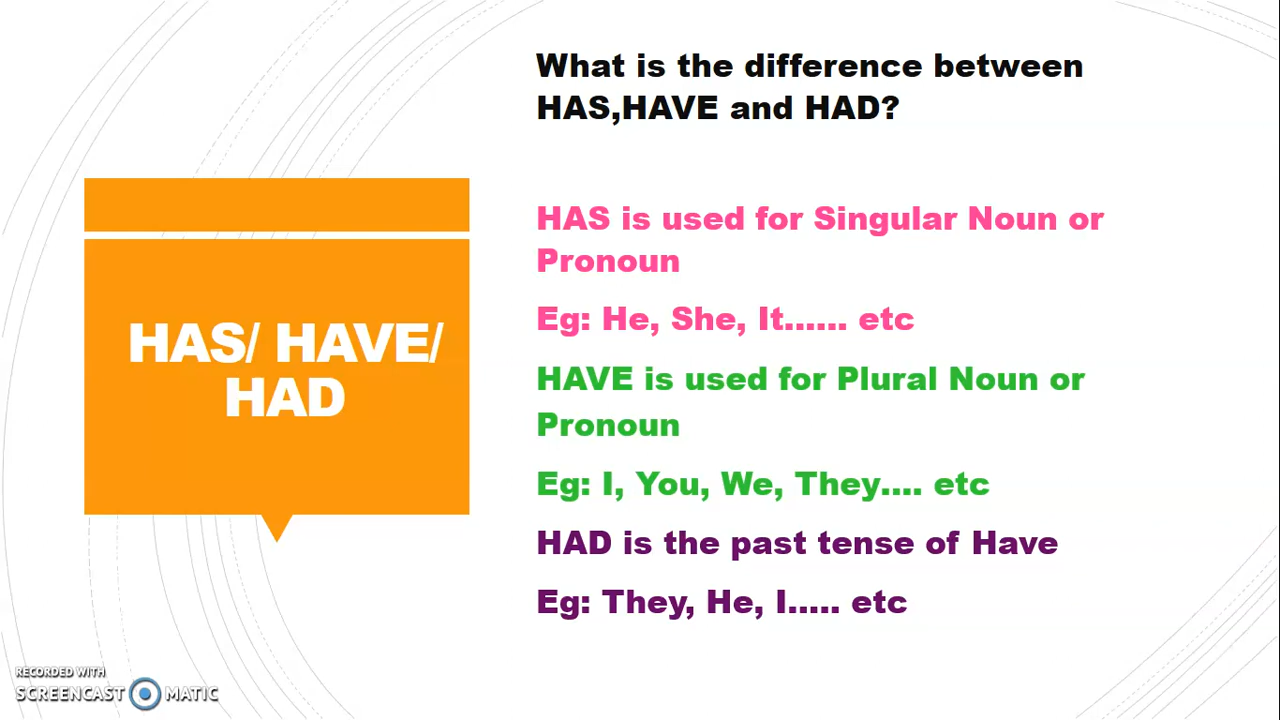 What is the difference between
HAS,HAVE and HAD?
HAS/ HAVE/
HAD
HAS is used for Singular Noun or
Pronoun
Eg: He, She, It...... etc
HAVE is used for Plural Noun or
Pronoun
Eg: I, You, We, They.... etc
HAD is the past tense of Have
Eg: They, He, I..... etc
RECORDED WITH
SCREENCAST MATIC